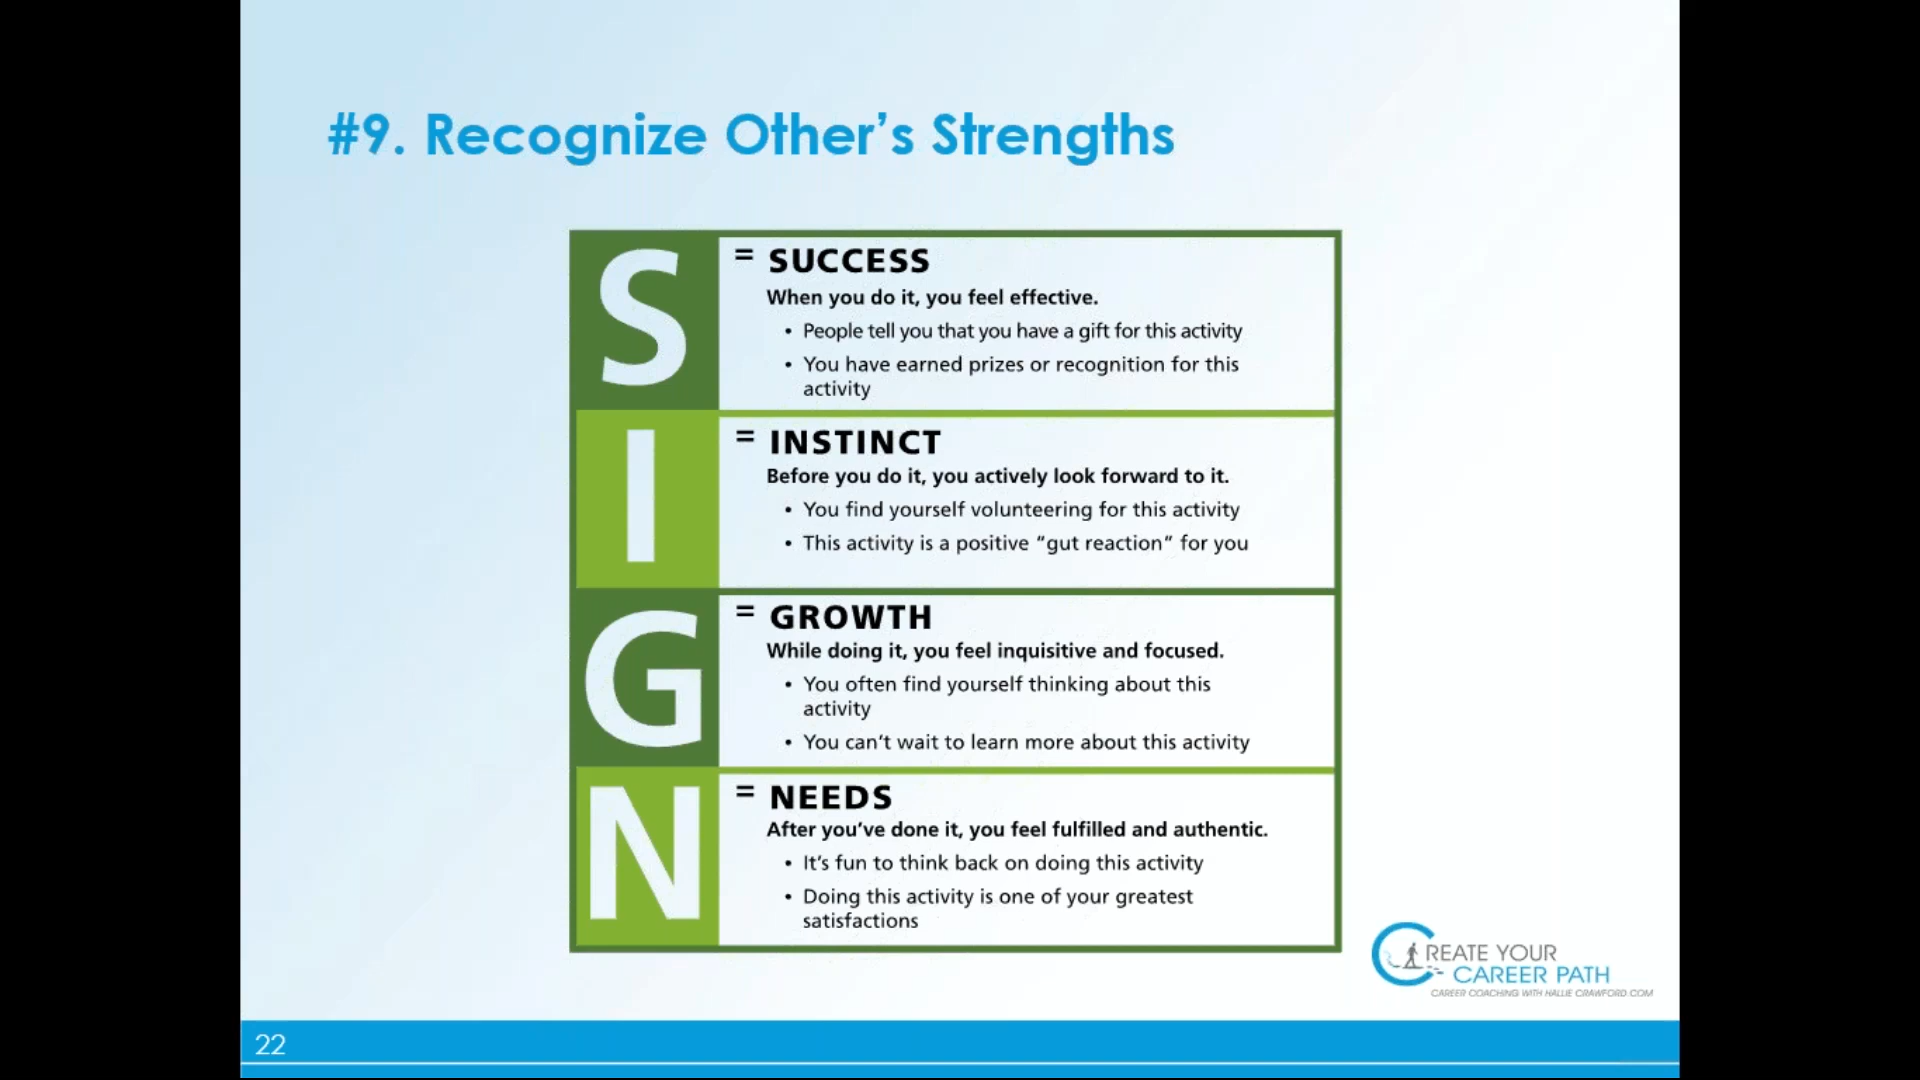 #9. Recognize Other’s Strengths
S
= SUCCESS
When you do it, you feel effective.
• People tell you that you have a gift for this activity
• You have earned prizes or recognition for this
activity
I
= INSTINCT
Before you do it, you actively look forward to it.
• You find yourself volunteering for this activity
• This activity is a positive “gut reaction” for you
G
= GROWTH
While doing it, you feel inquisitive and focused.
• You often find yourself thinking about this
activity
• You can’t wait to learn more about this activity
N
= NEEDS
After you’ve done it, you feel fulfilled and authentic.
• It’s fun to think back on doing this activity
• Doing this activity is one of your greatest
satisfactions
CREATE YOUR
CAREER PATH
CAREER COACHING WITH HALLIE CRAWFORD.COM
22